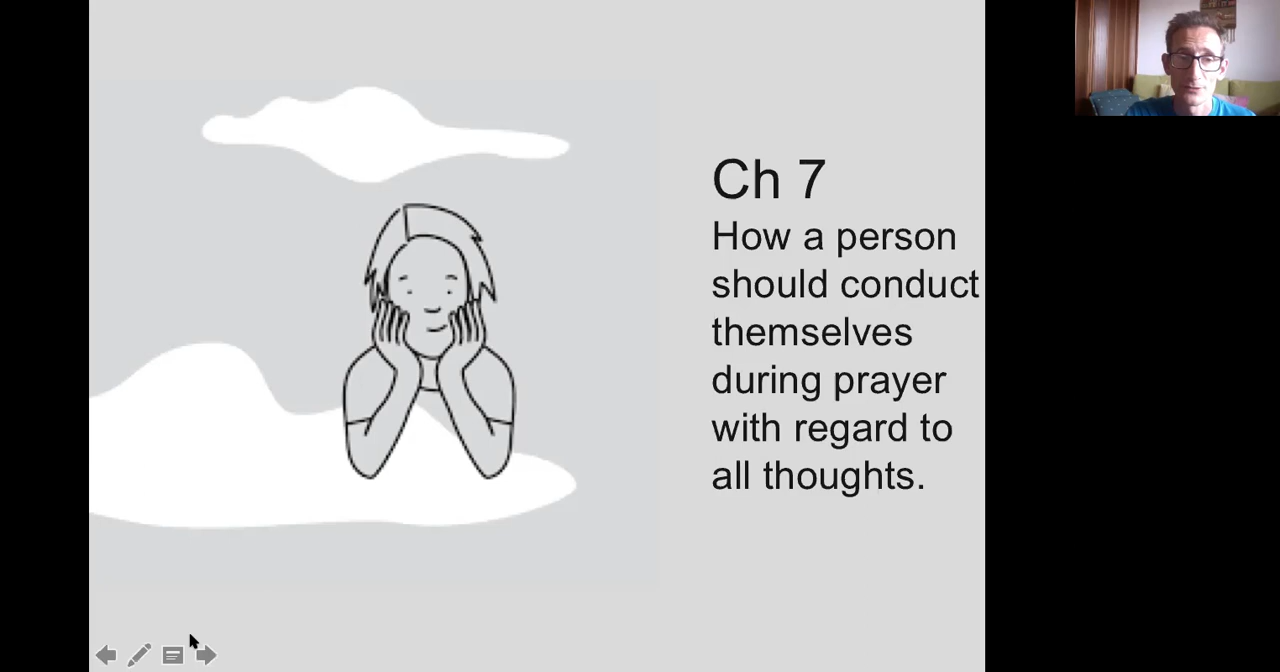 Ch 7
How a person
should conduct
themselves
during prayer
with regard to
all thoughts.